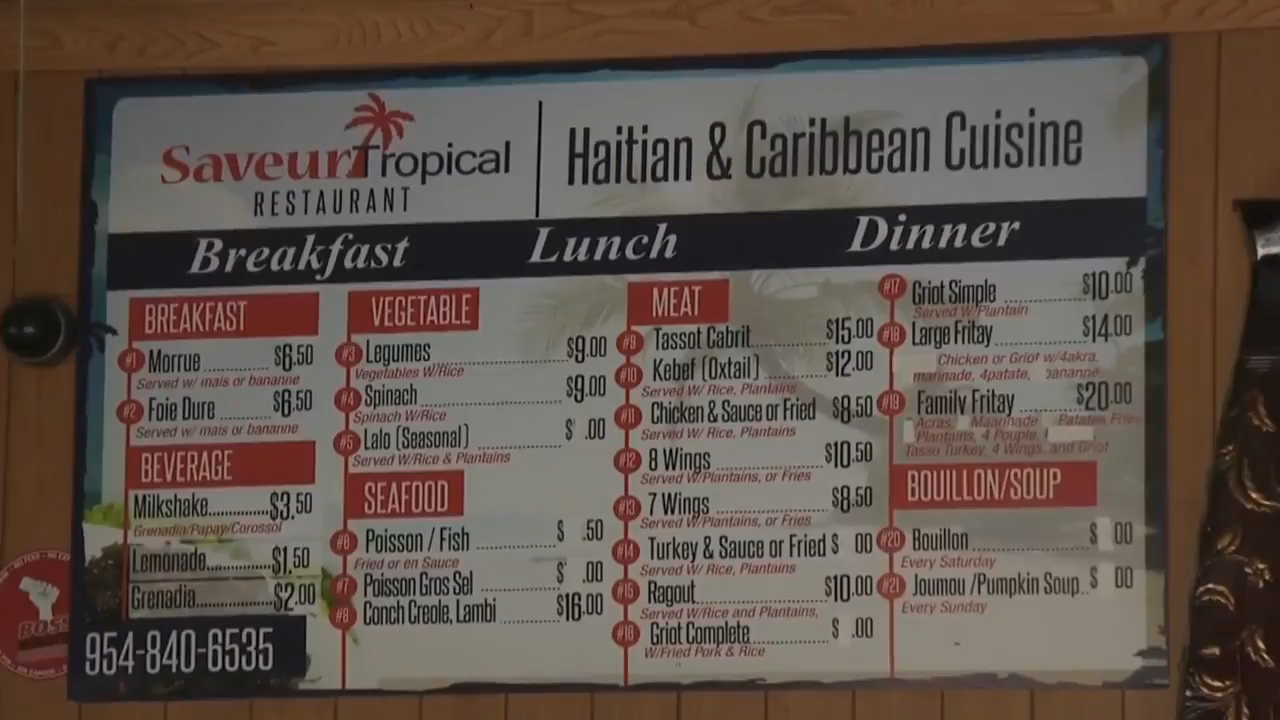 Saveur Tropical
RESTAURANT
Haitian & Caribbean Cuisine
Breakfast Lunch Dinner
BREAKFAST
#1 Morrue $6.50
Served w/ mais or bananne
#2 Foie Dure ........ $6.50
Served w/ mais or bananne
BEVERAGE
Milkshake............$3.50
Grenadia/Papay/Corossol
Lemonade............$1.50
Grenadia...............$2.00
954-840-6535
VEGETABLE
#3 Legumes ........ $9.00
Vegetables W/Rice
#4 Spinach ........ $9.00
Spinach W/Rice
#5 Lalo (Seasonal) ........ $ .00
Served W/Rice & Plantains
SEAFOOD
#6 Poisson / Fish ........ $ .50
Fried or en Sauce
#7 Poisson Gros Sel ........ $ .00
#8 Conch Creole, Lambi ........ $16.00
MEAT
#9 Tassot Cabrit ........ $15.00
#10 Kebef (Oxtail) ........ $12.00
Served W/ Rice, Plantains
#11 Chicken & Sauce or Fried $8.50
Served W/ Rice, Plantains
#12 8 Wings ........ $10.50
Served W/Plantains, or Fries
#13 7 Wings ........ $8.50
Served W/Plantains, or Fries
#14 Turkey & Sauce or Fried $ 00
Served W/ Rice, Plantains
#15 Ragout ........ $10.00
Served W/Rice and Plantains,
#16 Griot Complete ........ $ .00
W/Fried Pork & Rice
#17 Griot Simple ........ $10.00
Served W/Plantain
#18 Large Fritay ........ $14.00
Chicken or Griot w/4akra,
marinade, 4patate, bananne
#19 Family Fritay ........ $20.00
Acras, Maarinade Patates Fries
Plantains, 4 Pouple,
Tasso Turkey, 4 Wings, and Griot
BOUILLON/SOUP
#20 Bouillon ........ $ 00
Every Saturday
#21 Joumou /Pumpkin Soup.. $ 00
Every Sunday
BOSS